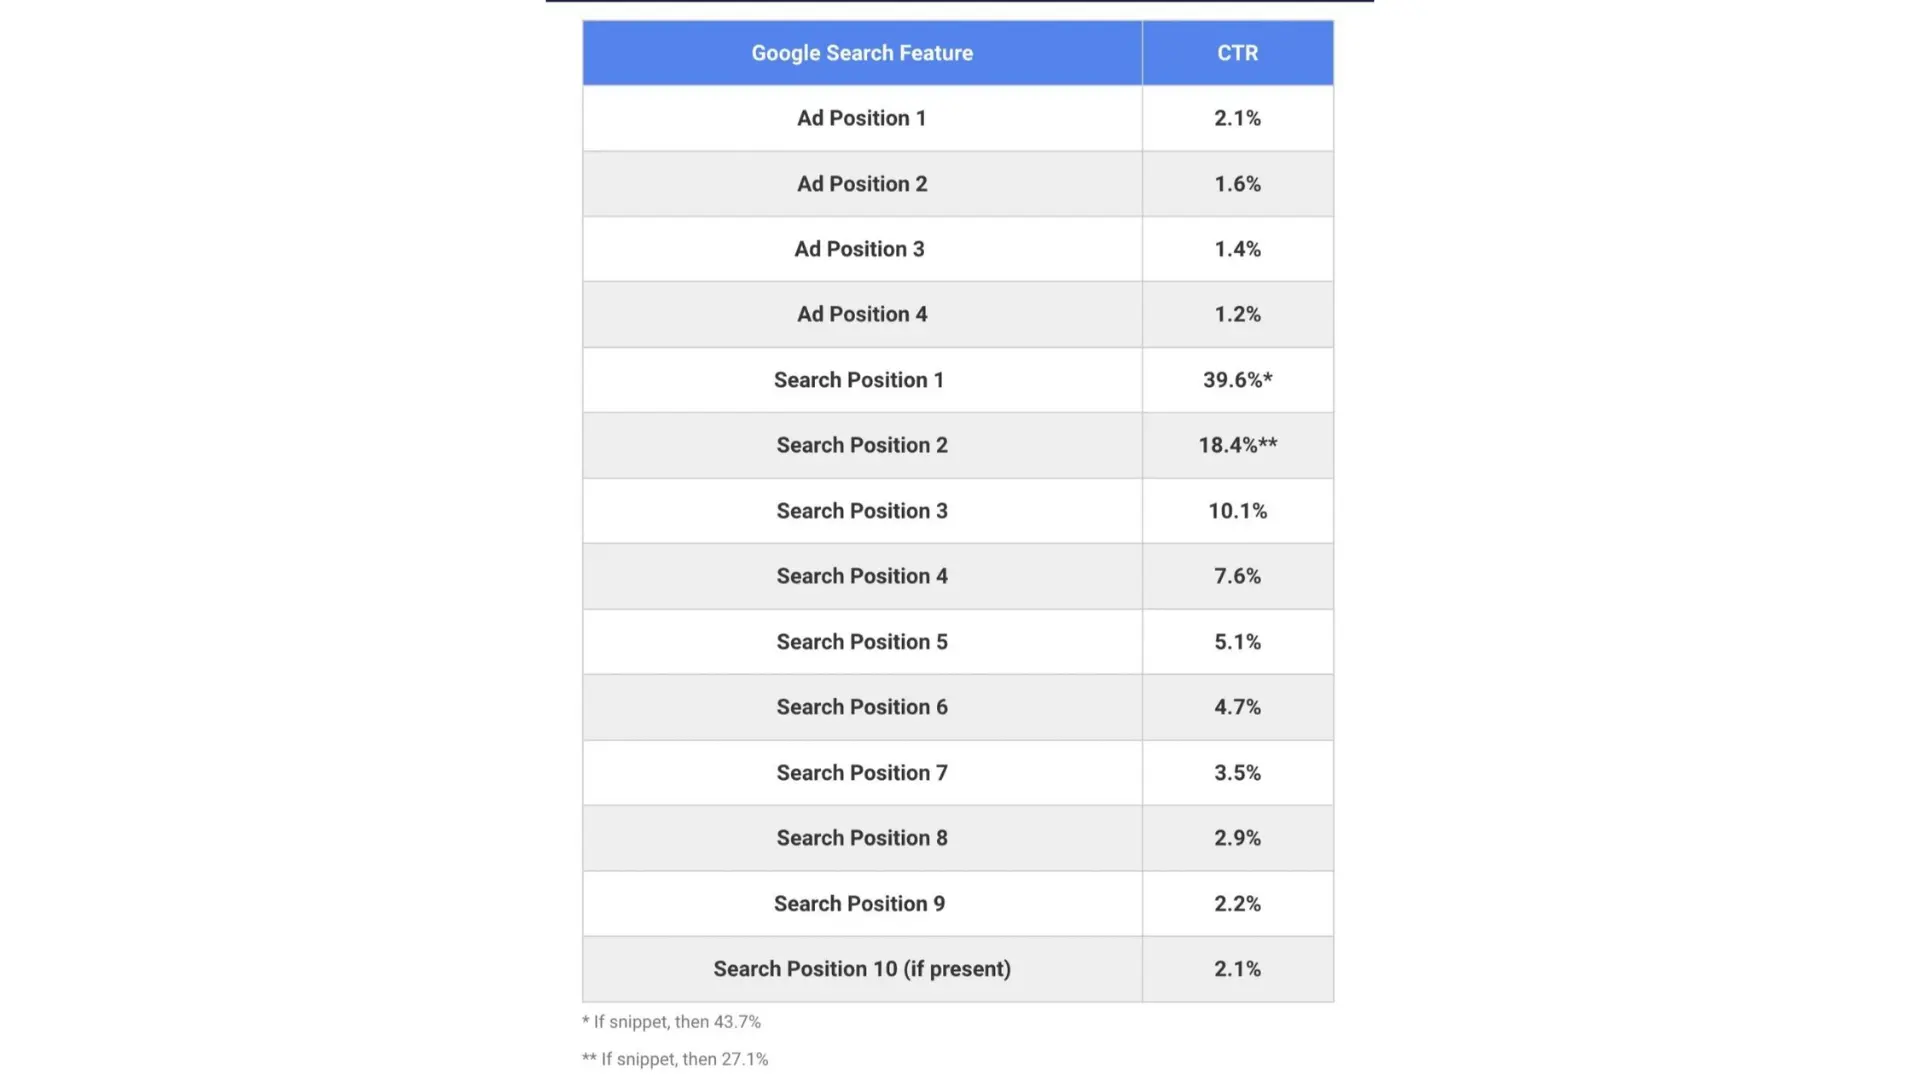 Google Search Feature CTR
Ad Position 1 2.1%
Ad Position 2 1.6%
Ad Position 3 1.4%
Ad Position 4 1.2%
Search Position 1 39.6%*
Search Position 2 18.4%**
Search Position 3 10.1%
Search Position 4 7.6%
Search Position 5 5.1%
Search Position 6 4.7%
Search Position 7 3.5%
Search Position 8 2.9%
Search Position 9 2.2%
Search Position 10 (if present) 2.1%
* If snippet, then 43.7%
** If snippet, then 27.1%